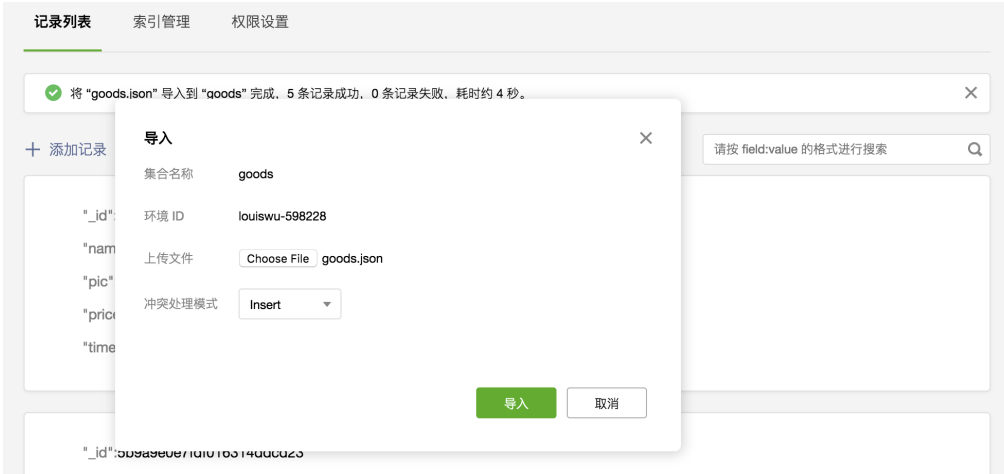 记录列表 索引管理 权限设置
将 “goods.json” 导入到 “goods” 完成，5 条记录成功，0 条记录失败，耗时约 4 秒。
导入
添加记录
请按 field:value 的格式进行搜索
集合名称 goods
"_id":
环境 ID louiswu-598228
"nam
上传文件 Choose File goods.json
"pic"
冲突处理模式 Insert
"price
"time
导入 取消
"_id":5b9a9e0e7fdf016314ddcd23